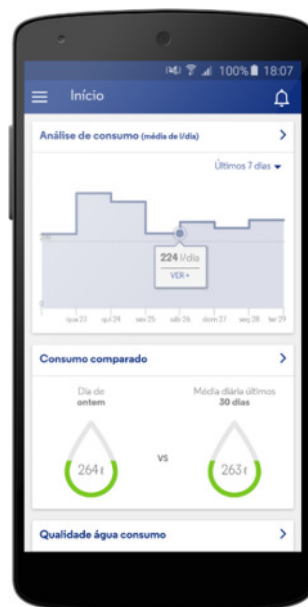 100% 18:07
Início
Análise de consumo (média de l/dia)
Últimos 7 dias
200
224 l/dia
VER+
0
qua 23 qui 24 sex 25 sáb 26 dom 27 seg 28 ter 29
Consumo comparado
Dia de
ontem
Média diária últimos
30 dias
264 l
VS
263 l
Qualidade água consumo